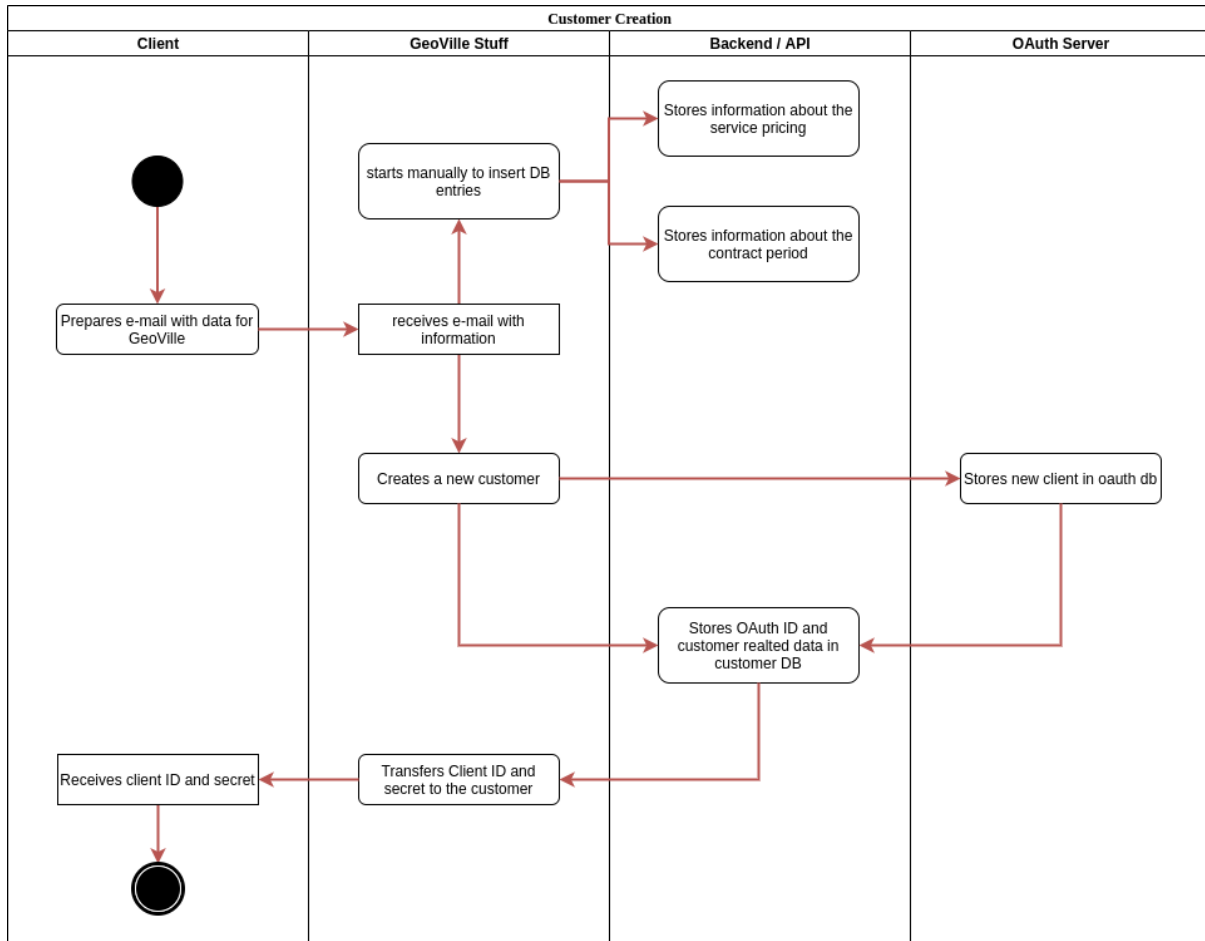 Customer Creation
Client
GeoVille Stuff
Backend / API
OAuth Server
Stores information about the
service pricing
starts manually to insert DB
entries
Stores information about the
contract period
Prepares e-mail with data for
GeoVille
receives e-mail with
information
Creates a new customer
Stores new client in oauth db
Stores OAuth ID and
customer realted data in
customer DB
Receives client ID and secret
Transfers Client ID and
secret to the customer